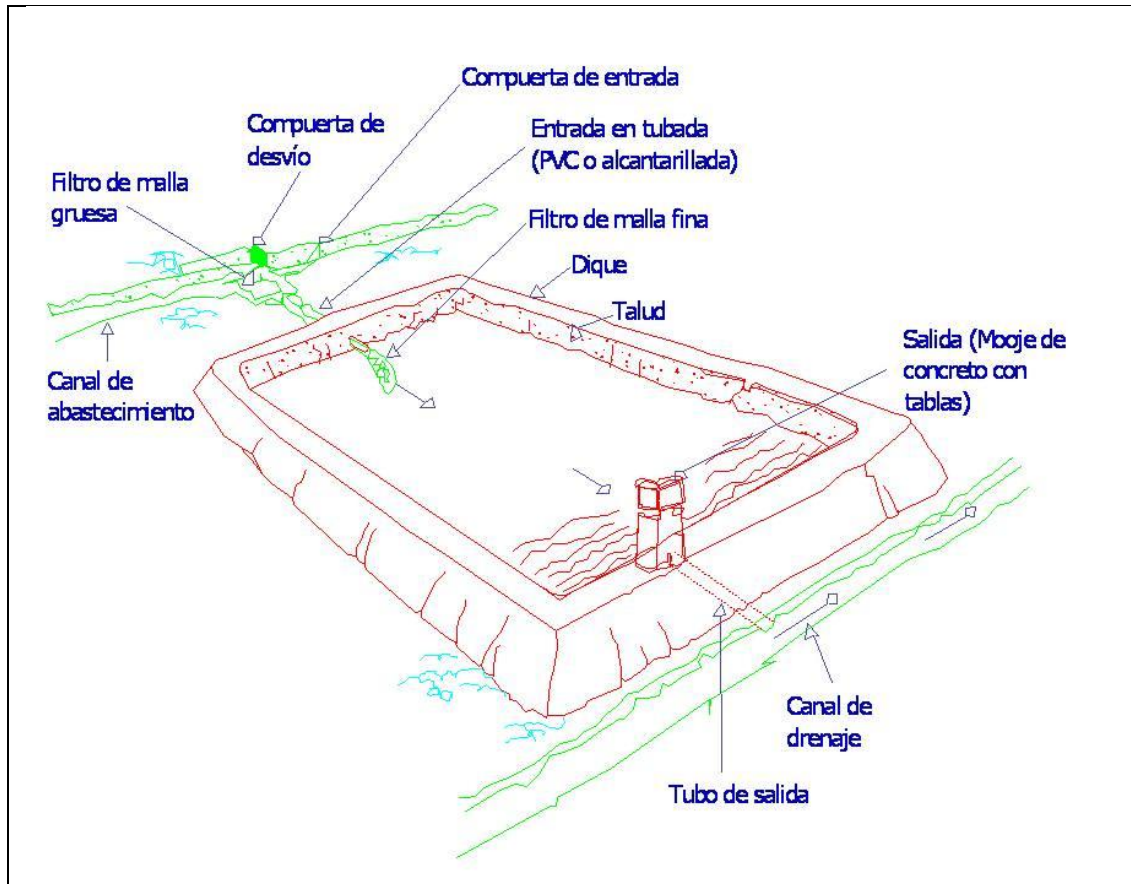 Compuerta de entrada
Compuerta de
desvío
Entrada en tubada
(PVC o alcantarillada)
Filtro de malla
gruesa
Filtro de malla fina
Dique
Talud
Salida (Mooje de
concreto con
tablas)
Canal de
abastecimiento
Canal de
drenaje
Tubo de salida